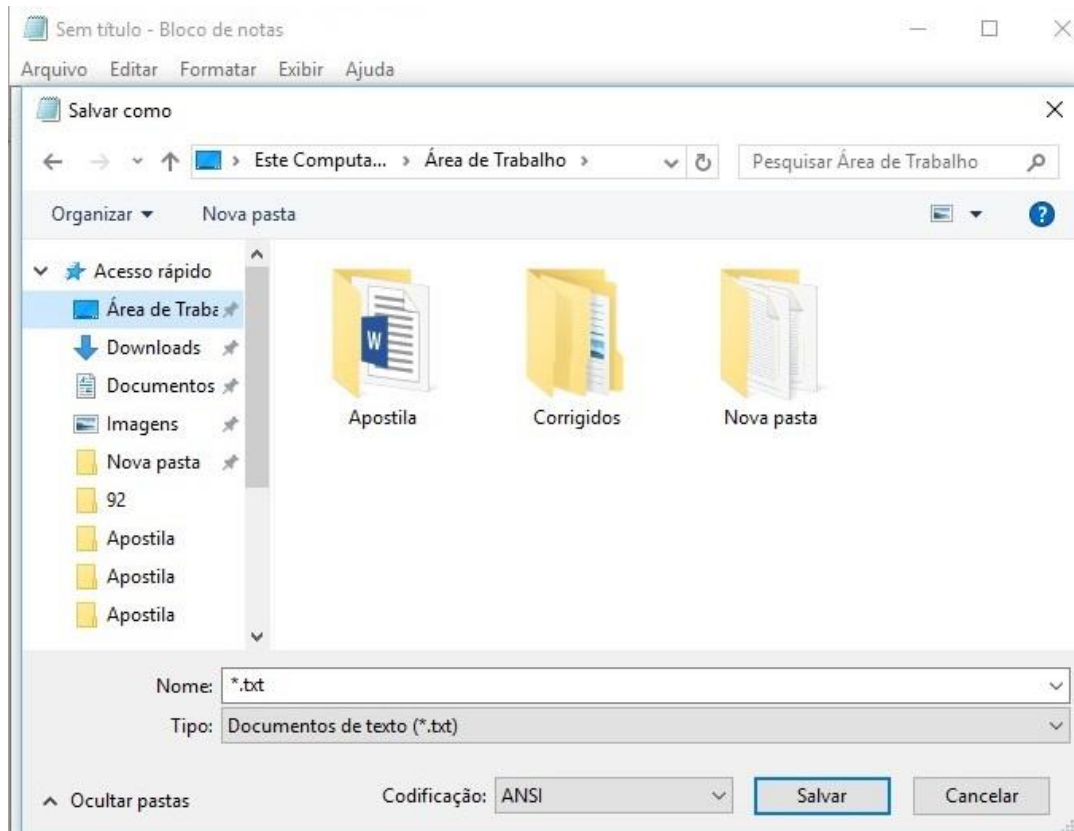 Sem título - Bloco de notas
Arquivo Editar Formatar Exibir Ajuda
Salvar como
Este Computa... › Área de Trabalho ›
Pesquisar Área de Trabalho
Organizar Nova pasta
Acesso rápido
Área de Traba
Downloads
Documentos
Imagens
Nova pasta
92
Apostila
Apostila
Apostila
W
Apostila Corrigidos Nova pasta
Nome: *.txt
Tipo: Documentos de texto (*.txt)
Ocultar pastas Codificação: ANSI Salvar Cancelar